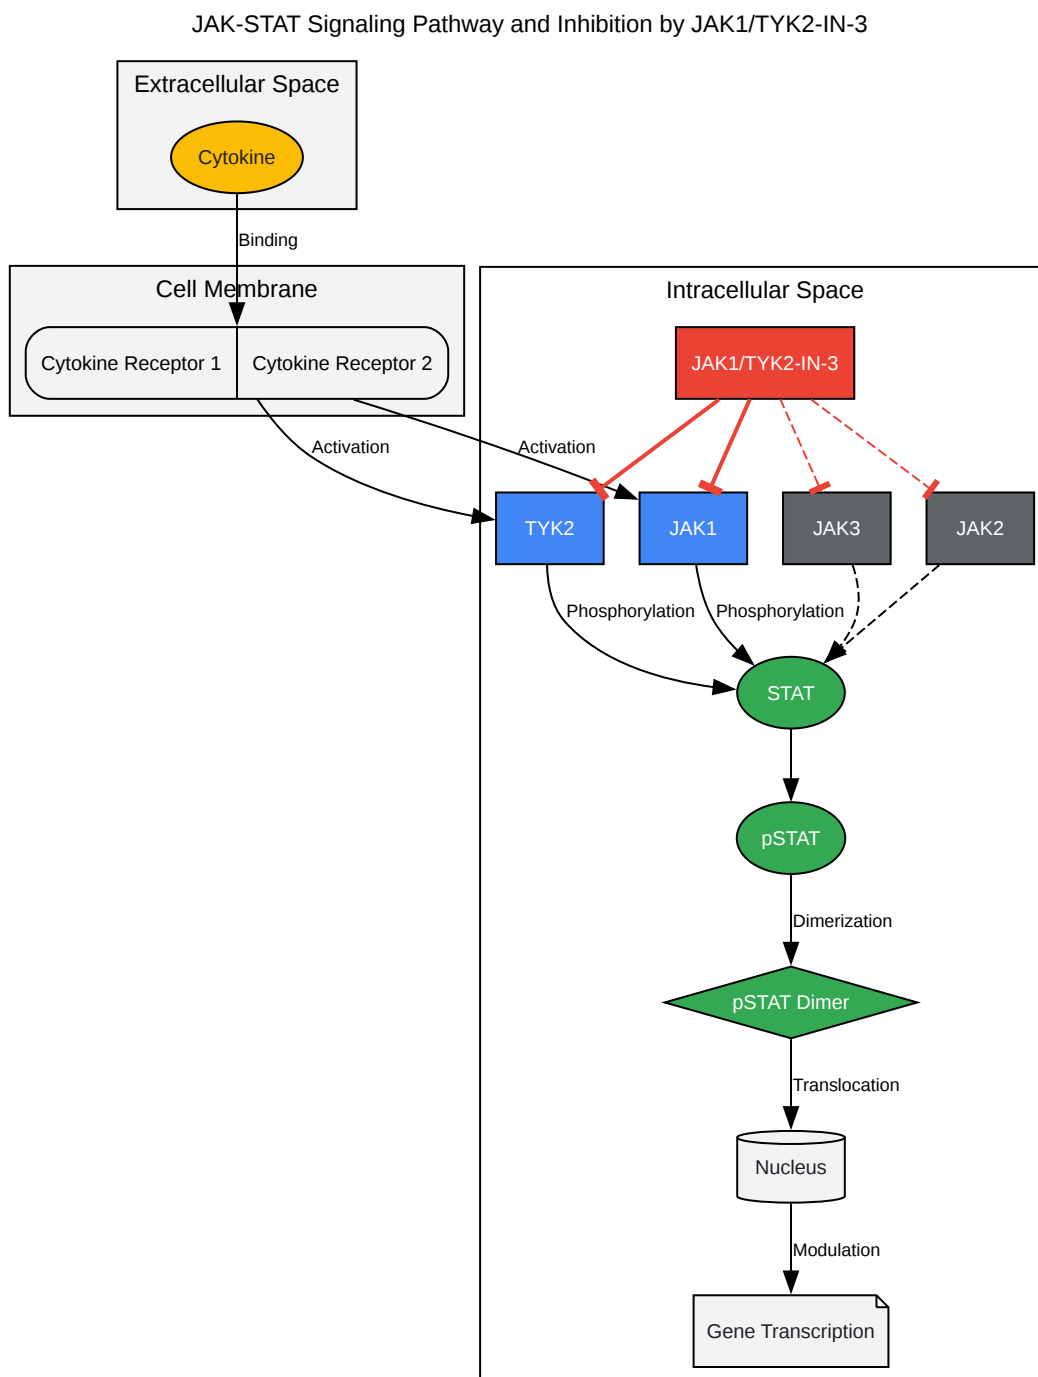 JAK-STAT Signaling Pathway and Inhibition by JAK1/TYK2-IN-3
Extracellular Space
Cytokine
Binding
Cell Membrane
Cytokine Receptor 1
Cytokine Receptor 2
Intracellular Space
JAK1/TYK2-IN-3
Activation
Activation
TYK2
JAK1
JAK3
JAK2
Phosphorylation
Phosphorylation
STAT
pSTAT
Dimerization
pSTAT Dimer
Translocation
Nucleus
Modulation
Gene Transcription